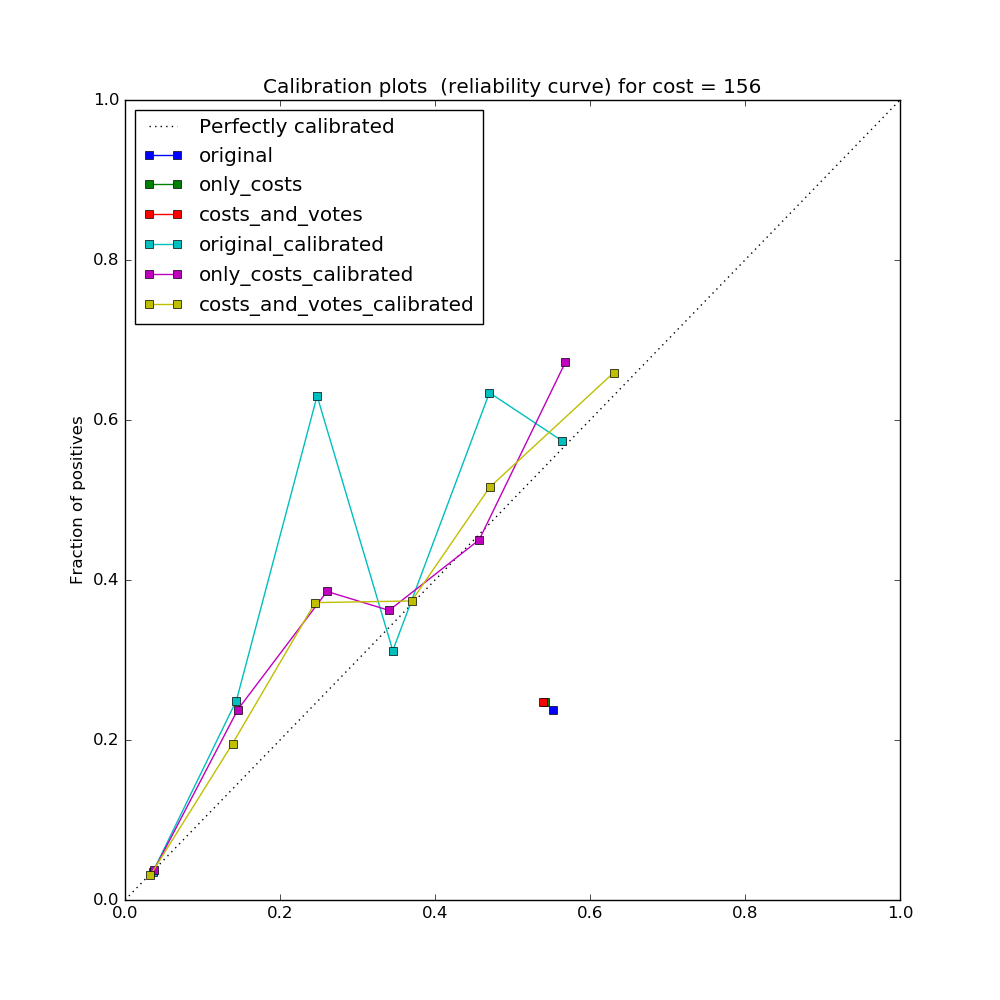 Calibration plots  (reliability curve) for cost = 156
1.0
Perfectly calibrated
original
only_costs
costs_and_votes
original_calibrated
only_costs_calibrated
costs_and_votes_calibrated
0.8
0.6
Fraction of positives
0.4
0.2
0.0
0.0 0.2 0.4 0.6 0.8 1.0